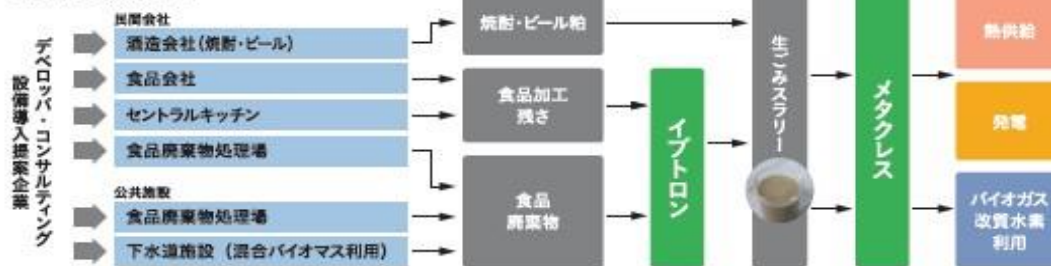 デベロッパ・コンサルティング
設備導入提案企業
民間会社
酒造会社(焼酎・ビール)
食品会社
セントラルキッチン
食品廃棄物処理場
公共施設
食品廃棄物処理場
下水道施設 (混合バイオマス利用)
焼酎・ビール粕
食品加工
残さ
食品
廃棄物
イプトロン
生ごみスラリー
メタクレス
熱供給
発電
バイオガス
改質水素
利用